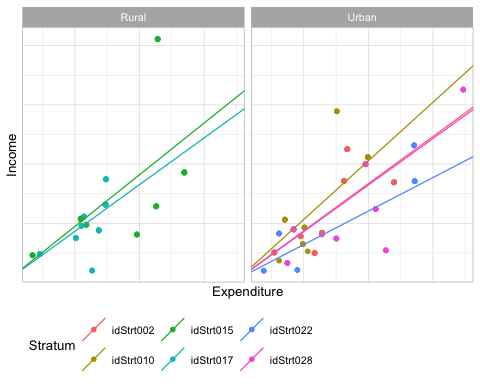 Rural Urban
Income
Expenditure
Stratum
idStrt002 idStrt015 idStrt022
idStrt010 idStrt017 idStrt028